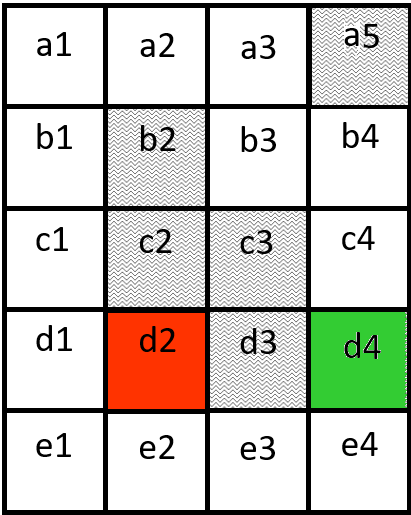 a1 a2 a3 a5
b1 b2 b3 b4
c1 c2 c3 c4
d1 d2 d3 d4
e1 e2 e3 e4